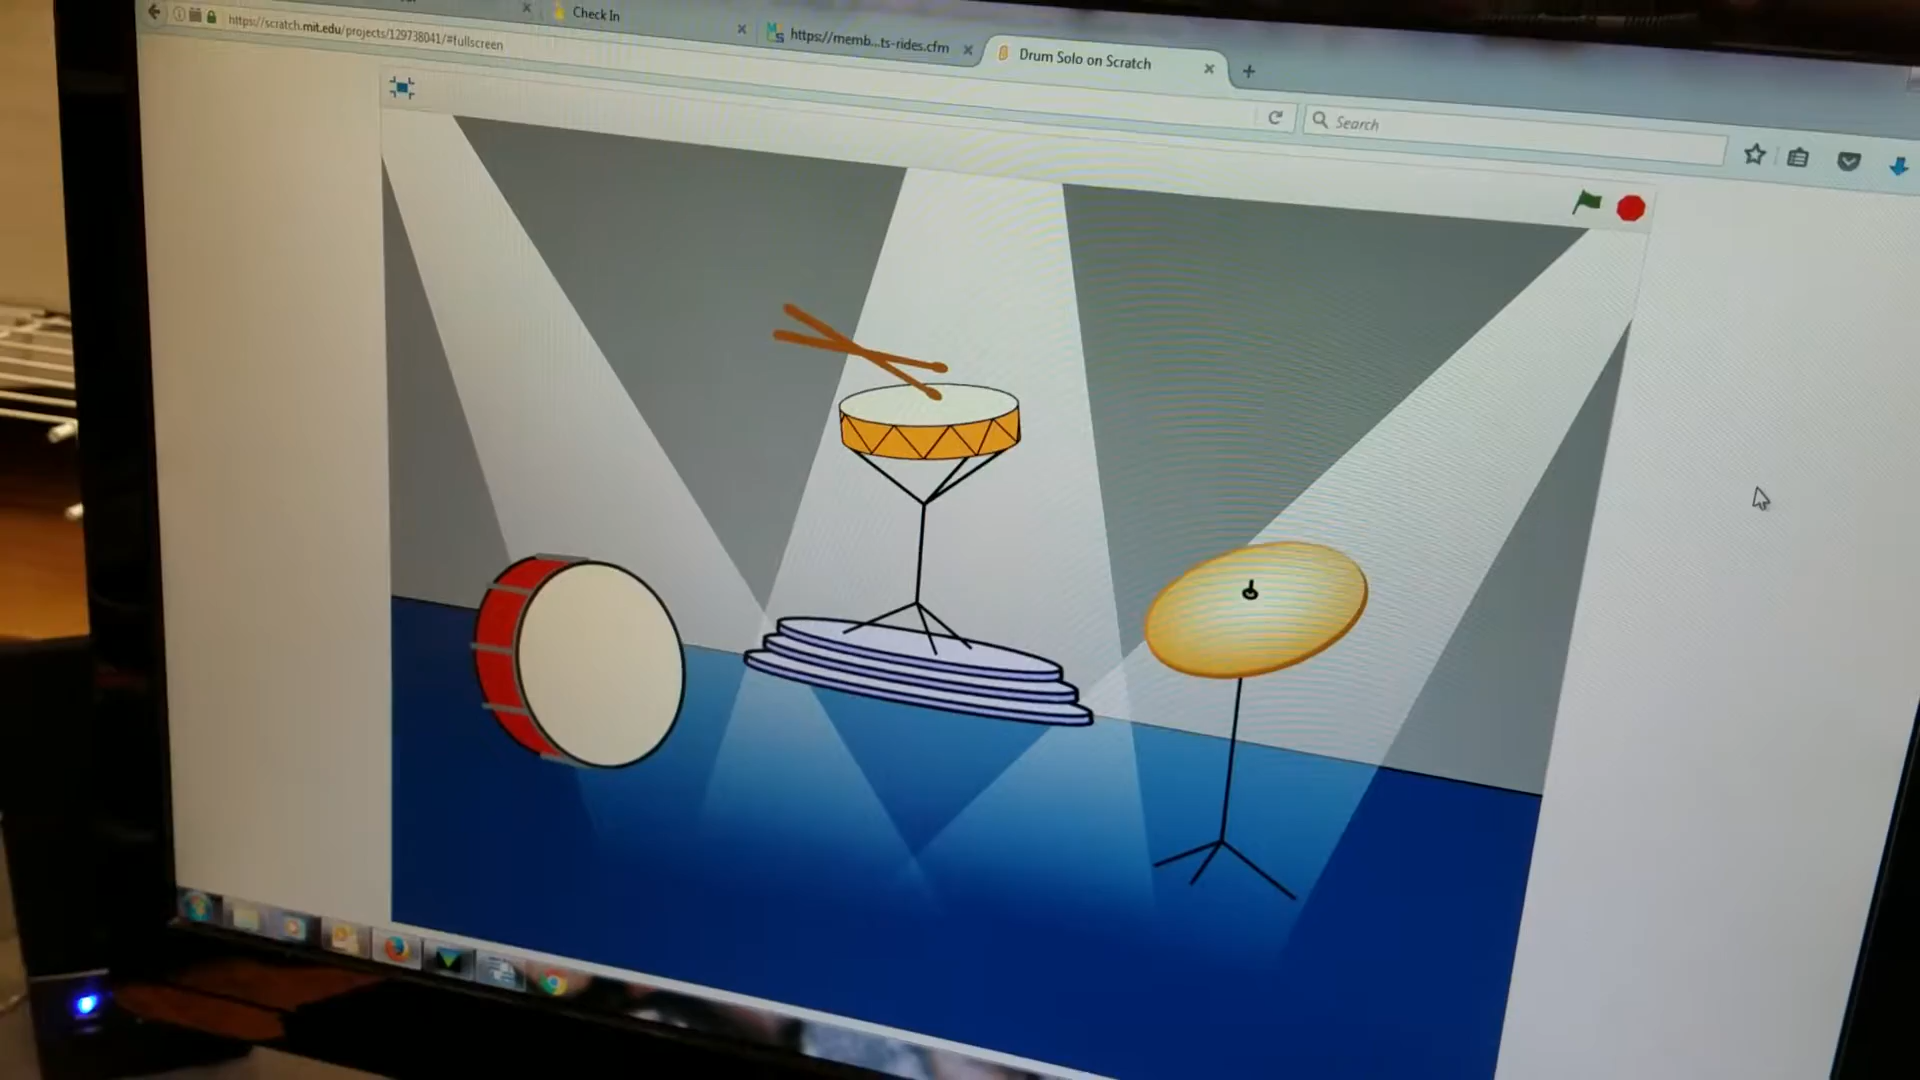 Check In
https://memb...ts-rides.cfm
Drum Solo on Scratch
https://scratch.mit.edu/projects/129738041/#fullscreen
Search